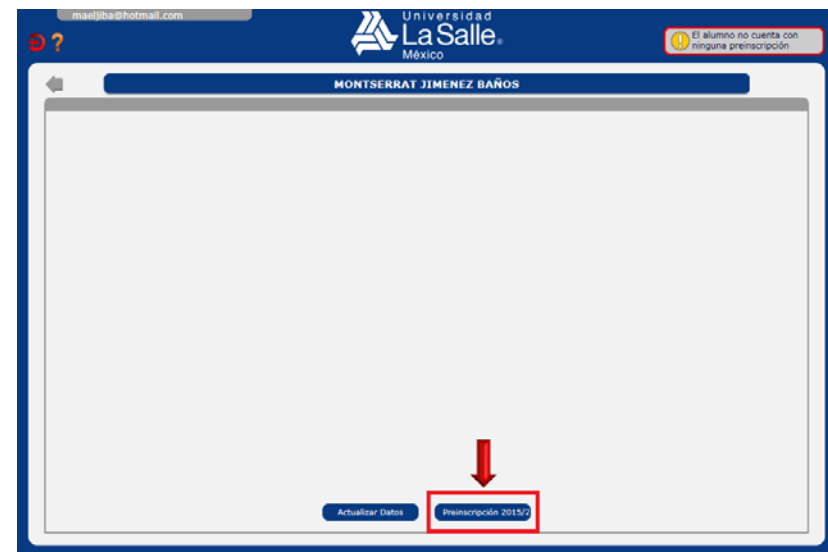 maeljiba@hotmail.com
?
Universidad
La Salle®
México
El alumno no cuenta con
ninguna preinscripción
MONTSERRAT JIMENEZ BAÑOS
Actualizar Datos
Preinscripción 2015/2